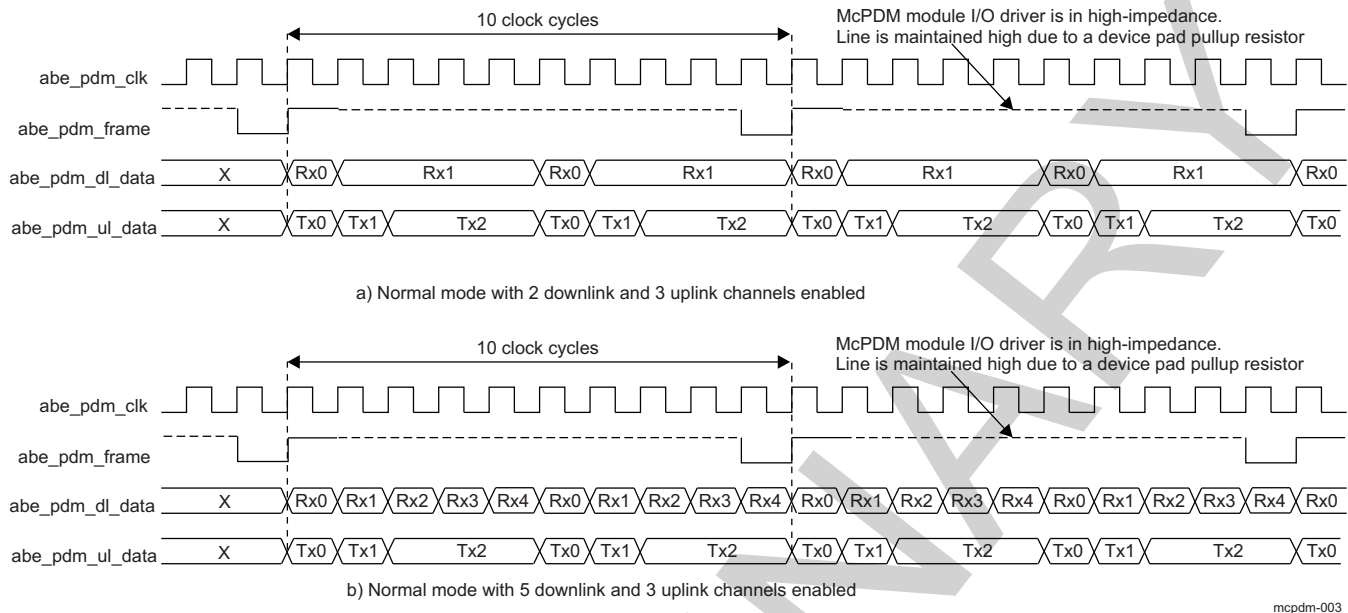 10 clock cycles
McPDM module I/O driver is in high-impedance.
Line is maintained high due to a device pad pullup resistor
abe_pdm_clk
abe_pdm_frame
abe_pdm_dl_data X Rx0 Rx1 Rx0 Rx1 Rx0 Rx1 Rx0 Rx1 Rx0
abe_pdm_ul_data X Tx0 Tx1 Tx2 Tx0 Tx1 Tx2 Tx0 Tx1 Tx2 Tx0 Tx1 Tx2 Tx0
a) Normal mode with 2 downlink and 3 uplink channels enabled
10 clock cycles
McPDM module I/O driver is in high-impedance.
Line is maintained high due to a device pad pullup resistor
abe_pdm_clk
abe_pdm_frame
abe_pdm_dl_data X Rx0 Rx1 Rx2 Rx3 Rx4 Rx0 Rx1 Rx2 Rx3 Rx4 Rx0 Rx1 Rx2 Rx3 Rx4 Rx0 Rx1 Rx2 Rx3 Rx4 Rx0
abe_pdm_ul_data X Tx0 Tx1 Tx2 Tx0 Tx1 Tx2 Tx0 Tx1 Tx2 Tx0 Tx1 Tx2 Tx0
b) Normal mode with 5 downlink and 3 uplink channels enabled
mcpdm-003
NARY